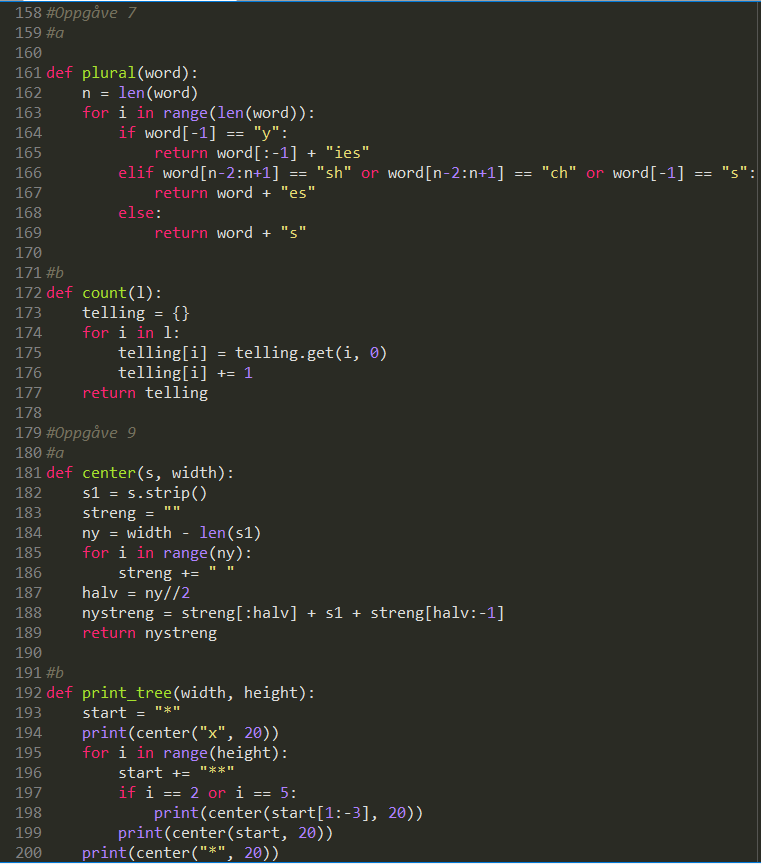 158 #Oppgåve 7
159 #a
160
161 def plural(word):
162     n = len(word)
163     for i in range(len(word)):
164         if word[-1] == "y":
165             return word[:-1] + "ies"
166         elif word[n-2:n+1] == "sh" or word[n-2:n+1] == "ch" or word[-1] == "s":
167             return word + "es"
168         else:
169             return word + "s"
170
171 #b
172 def count(l):
173     telling = {}
174     for i in l:
175         telling[i] = telling.get(i, 0)
176         telling[i] += 1
177     return telling
178
179 #Oppgåve 9
180 #a
181 def center(s, width):
182     s1 = s.strip()
183     streng = ""
184     ny = width - len(s1)
185     for i in range(ny):
186         streng += " "
187     halv = ny//2
188     nystreng = streng[:halv] + s1 + streng[halv:-1]
189     return nystreng
190
191 #b
192 def print_tree(width, height):
193     start = "*"
194     print(center("x", 20))
195     for i in range(height):
196         start += "**"
197         if i == 2 or i == 5:
198             print(center(start[1:-3], 20))
199         print(center(start, 20))
200     print(center("*", 20))